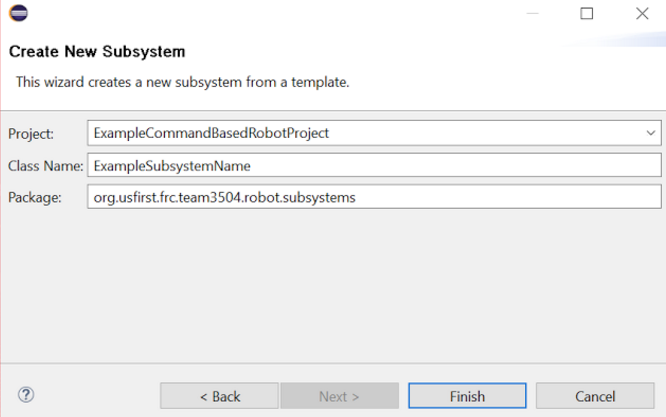 Create New Subsystem
This wizard creates a new subsystem from a template.
Project: ExampleCommandBasedRobotProject
Class Name: ExampleSubsystemName
Package: org.usfirst.frc.team3504.robot.subsystems
? < Back Next > Finish Cancel